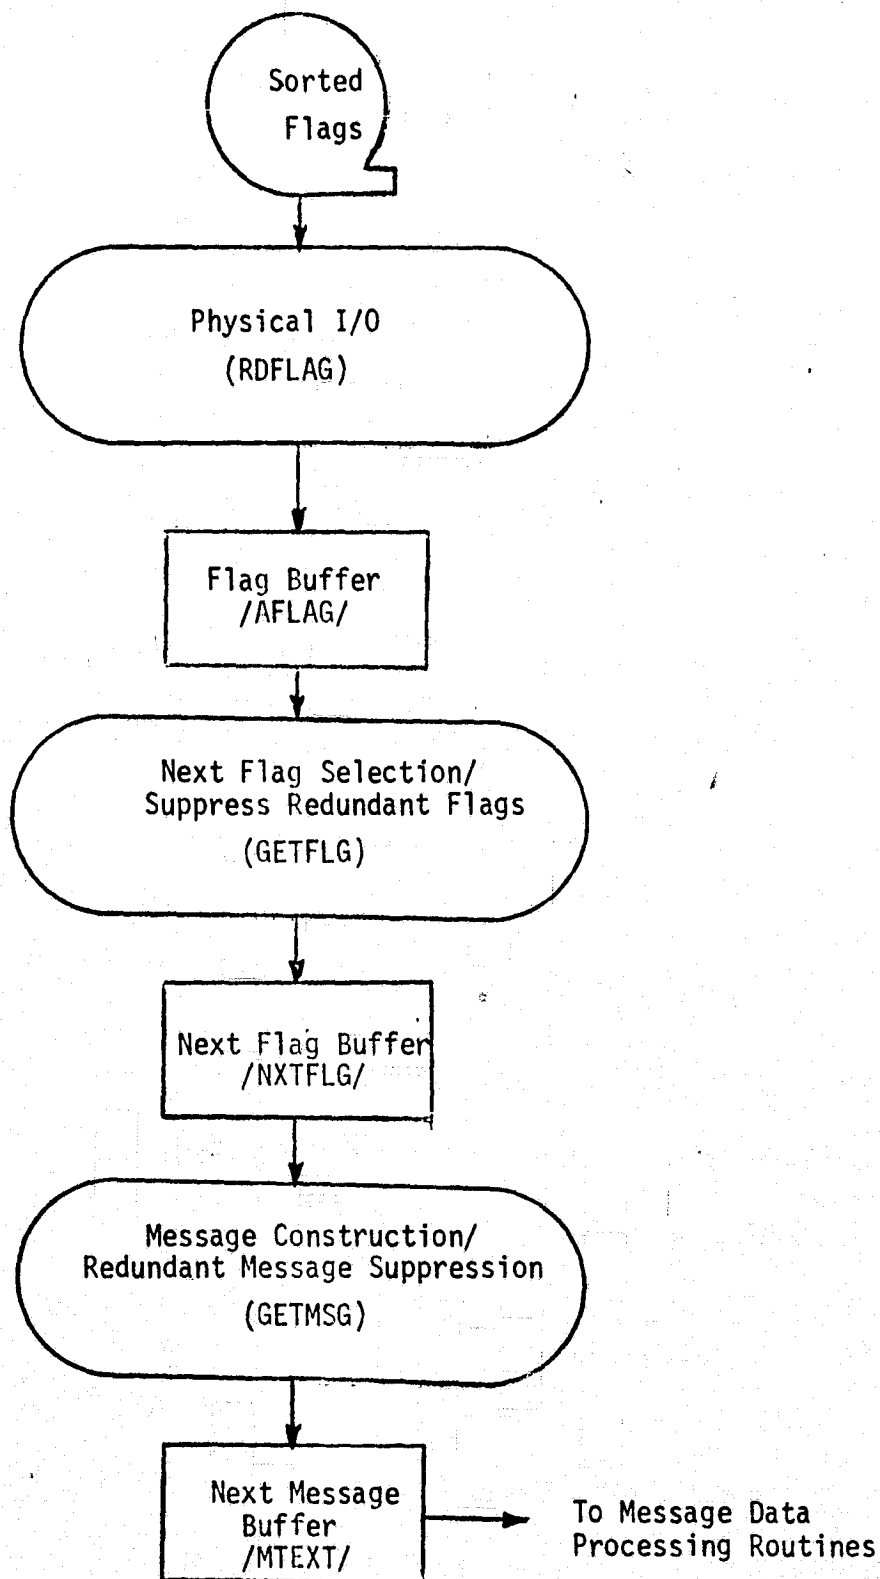 Sorted
Flags
Physical I/O
(RDFLAG)
Flag Buffer
/AFLAG/
Next Flag Selection/
Suppress Redundant Flags
(GETFLG)
Next Flag Buffer
/NXTFLG/
Message Construction/
Redundant Message Suppression
(GETMSG)
Next Message
Buffer
/MTEXT/
To Message Data
Processing Routines